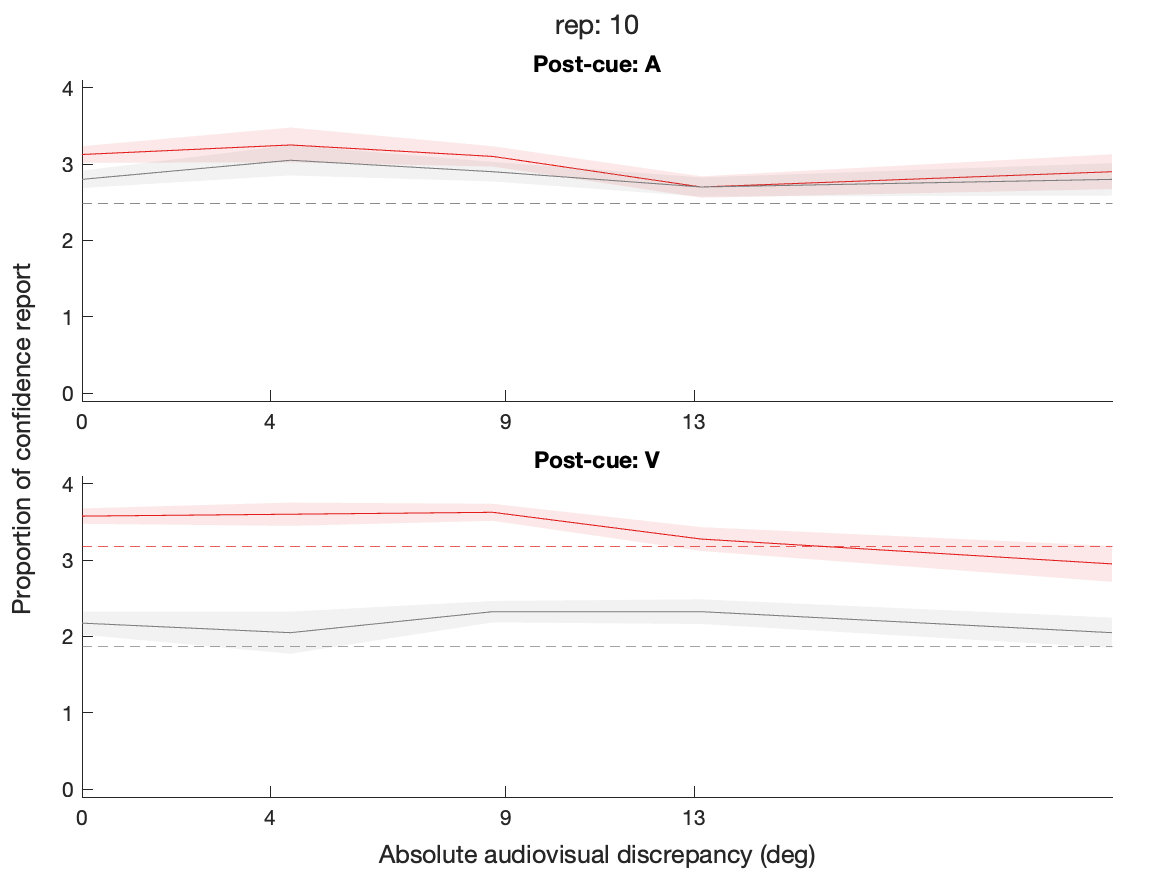 rep: 10
Post-cue: A
4
3
2
1
0
0 4 9 13
Proportion of confidence report
Post-cue: V
4
3
2
1
0
0 4 9 13
Absolute audiovisual discrepancy (deg)